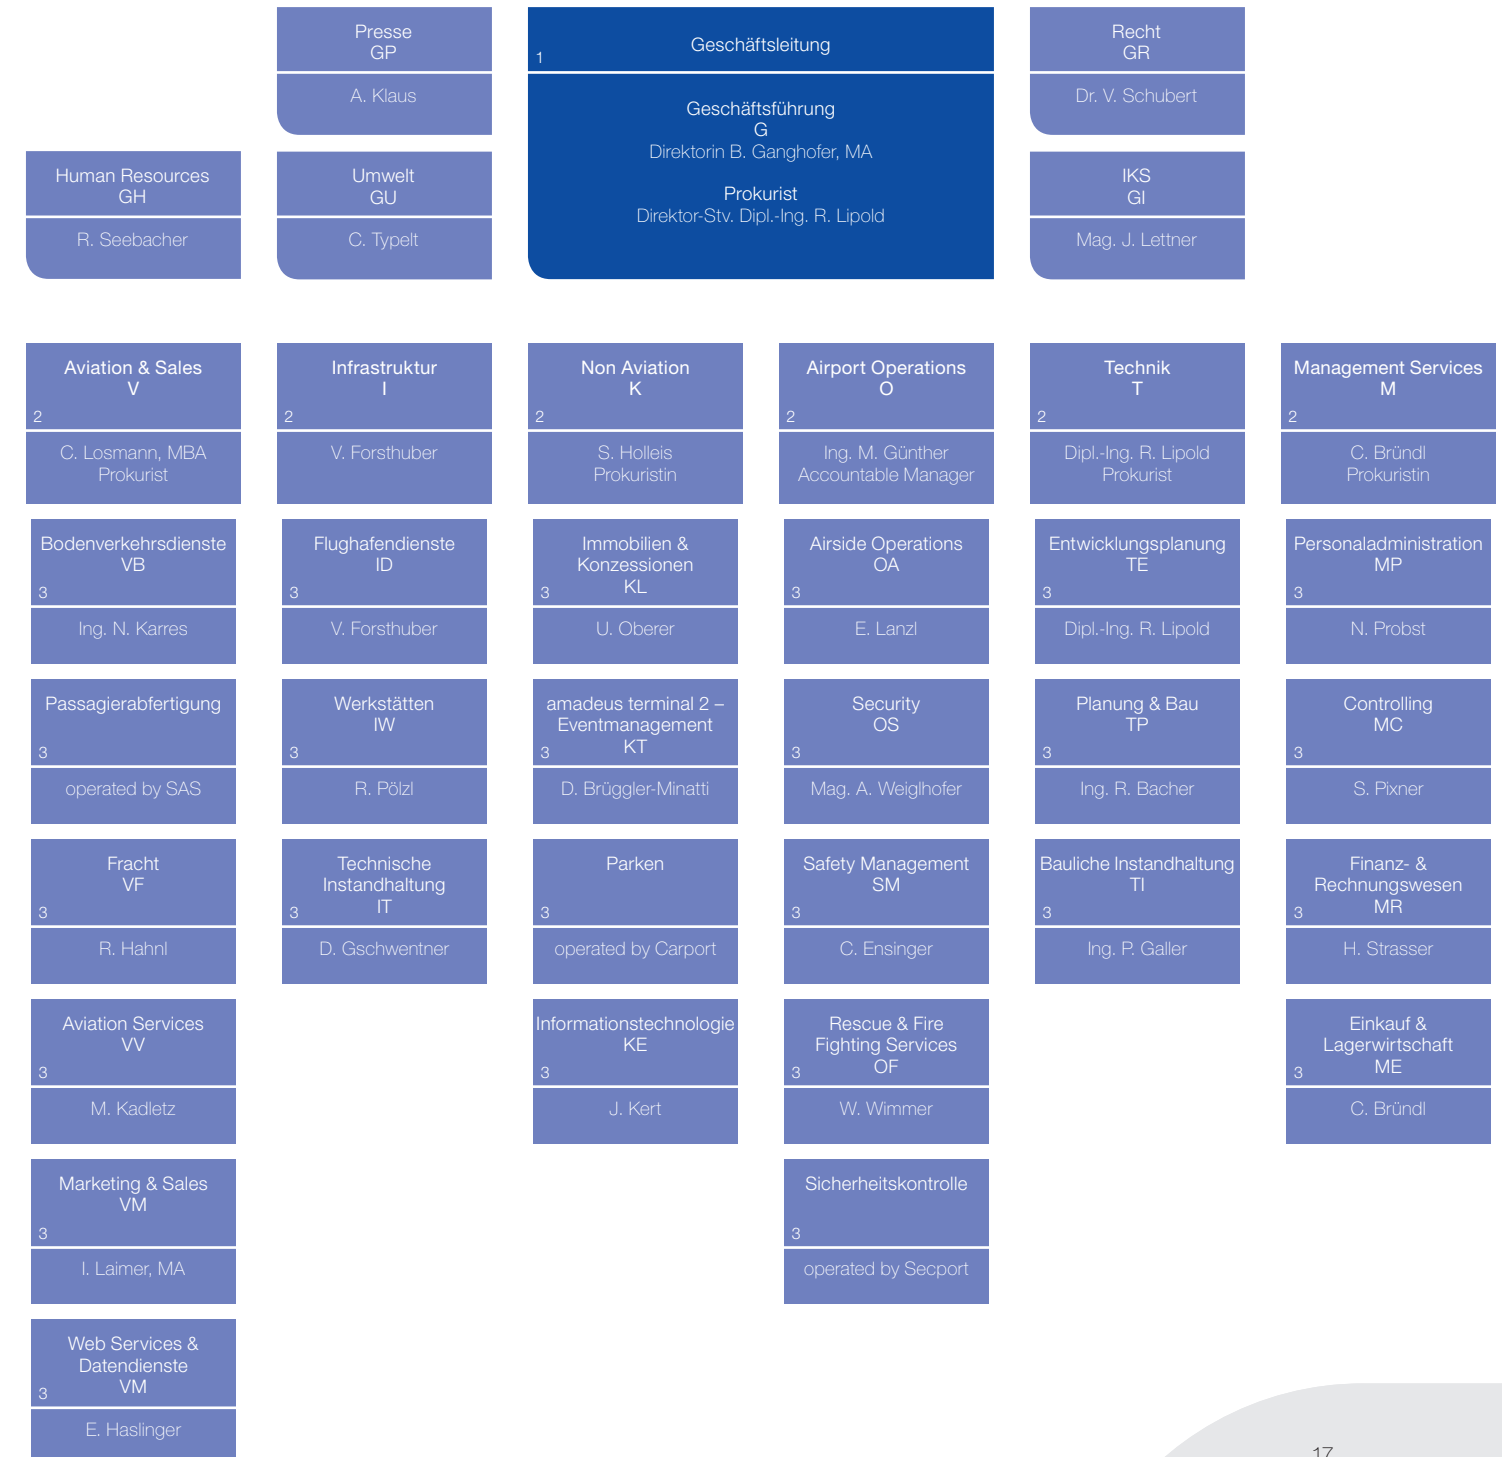 Presse
GP
A. Klaus
1
Geschäftsleitung
Geschäftsführung
G
Direktorin B. Ganghofer, MA
Prokurist
Direktor-Stv. Dipl.-Ing. R. Lipold
Recht
GR
Dr. V. Schubert
Human Resources
GH
R. Seebacher
Umwelt
GU
C. Typelt
IKS
GI
Mag. J. Lettner
Aviation & Sales
V
2
C. Losmann, MBA
Prokurist
Bodenverkehrsdienste
VB
3
Ing. N. Karres
Passagierabfertigung
3
operated by SAS
Fracht
VF
3
R. Hahnl
Aviation Services
VV
3
M. Kadletz
Marketing & Sales
VM
3
I. Laimer, MA
Web Services &
Datendienste
VM
3
E. Haslinger
Infrastruktur
I
2
V. Forsthuber
Flughafendienste
ID
3
V. Forsthuber
Werkstätten
IW
3
R. Pölzl
Technische
Instandhaltung
IT
3
D. Gschwentner
Non Aviation
K
2
S. Holleis
Prokuristin
Immobilien &
Konzessionen
KL
3
U. Oberer
amadeus terminal 2 –
Eventmanagement
KT
3
D. Brüggler-Minatti
Parken
3
operated by Carport
Informationstechnologie
KE
3
J. Kert
Airport Operations
O
2
Ing. M. Günther
Accountable Manager
Airside Operations
OA
3
E. Lanzl
Security
OS
3
Mag. A. Weiglhofer
Safety Management
SM
3
C. Ensinger
Rescue & Fire
Fighting Services
OF
3
W. Wimmer
Sicherheitskontrolle
3
operated by Secport
Technik
T
2
Dipl.-Ing. R. Lipold
Prokurist
Entwicklungsplanung
TE
3
Dipl.-Ing. R. Lipold
Planung & Bau
TP
3
Ing. R. Bacher
Bauliche Instandhaltung
TI
3
Ing. P. Galler
Management Services
M
2
C. Bründl
Prokuristin
Personaladministration
MP
3
N. Probst
Controlling
MC
3
S. Pixner
Finanz- &
Rechnungswesen
MR
3
H. Strasser
Einkauf &
Lagerwirtschaft
ME
3
C. Bründl
17